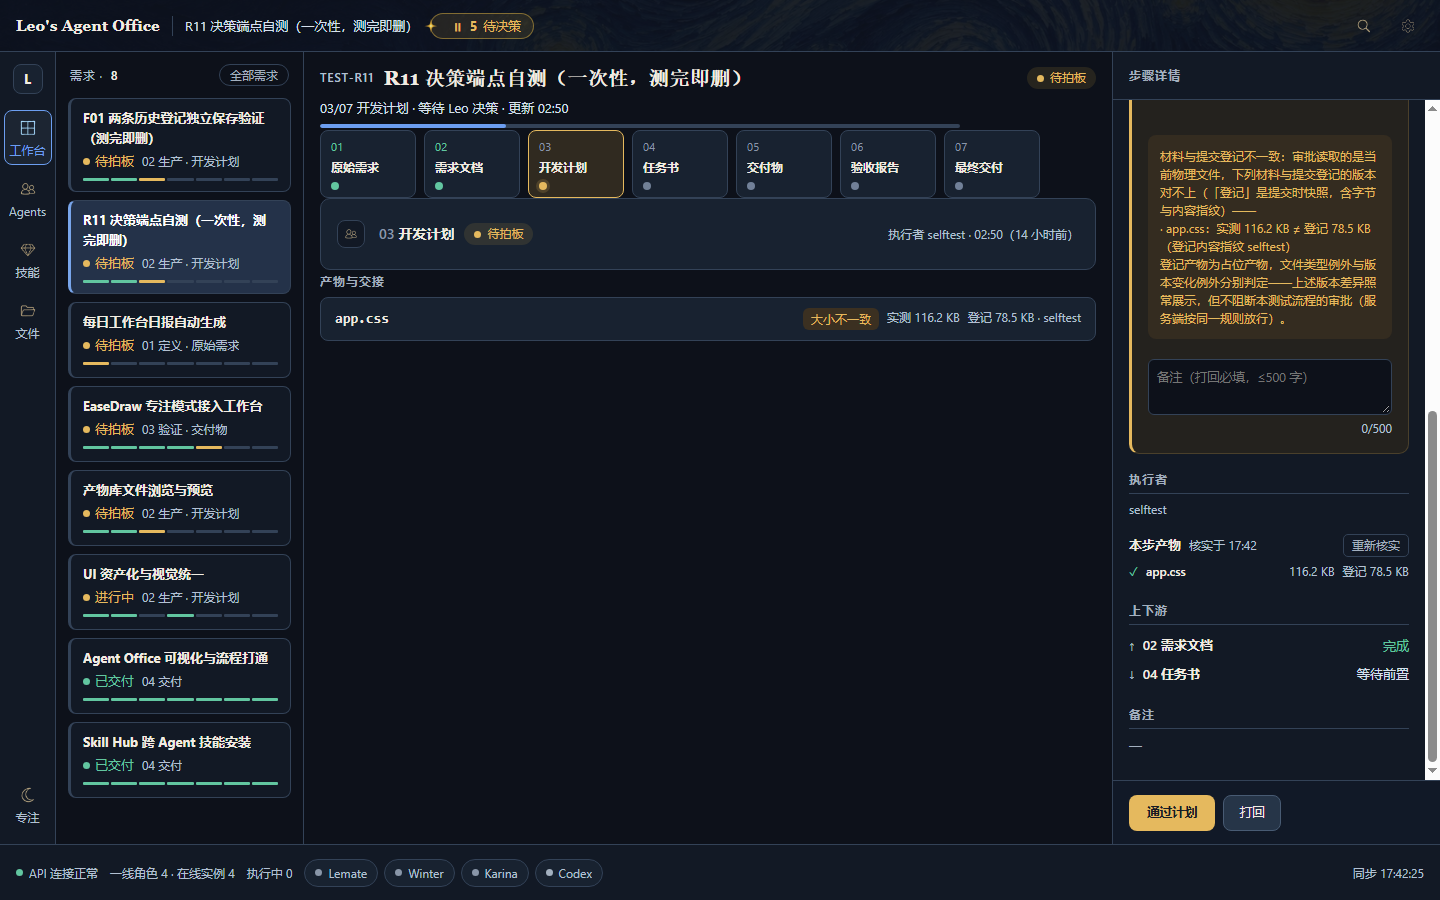 Leo's Agent Office
R11 决策端点自测（一次性，测完即删）
5 待决策
L
工作台
Agents
技能
文件
专注
需求 · 8
全部需求
F01 两条历史登记独立保存验证
（测完即删）
待拍板 02 生产 · 开发计划
R11 决策端点自测（一次性，测
完即删）
待拍板 02 生产 · 开发计划
每日工作台日报自动生成
待拍板 01 定义 · 原始需求
EaseDraw 专注模式接入工作台
待拍板 03 验证 · 交付物
产物库文件浏览与预览
待拍板 02 生产 · 开发计划
UI 资产化与视觉统一
进行中 02 生产 · 开发计划
Agent Office 可视化与流程打通
已交付 04 交付
Skill Hub 跨 Agent 技能安装
已交付 04 交付
TEST-R11 R11 决策端点自测（一次性，测完即删）
待拍板
03/07 开发计划 · 等待 Leo 决策 · 更新 02:50
01
原始需求
02
需求文档
03
开发计划
04
任务书
05
交付物
06
验收报告
07
最终交付
03 开发计划 待拍板
执行者 selftest · 02:50（14 小时前）
产物与交接
app.css
大小不一致 实测 116.2 KB 登记 78.5 KB · selftest
步骤详情
材料与提交登记不一致：审批读取的是当
前物理文件，下列材料与提交登记的版本
对不上（「登记」是提交时快照，含字节
与内容指纹）——
· app.css：实测 116.2 KB ≠ 登记 78.5 KB
（登记内容指纹 selftest）
登记产物为占位产物，文件类型例外与版
本变化例外分别判定——上述版本差异照
常展示，但不阻断本测试流程的审批（服
务端按同一规则放行）。
备注（打回必填，≤500 字）
0/500
执行者
selftest
本步产物 核实于 17:42
重新核实
✓ app.css 116.2 KB 登记 78.5 KB
上下游
↑ 02 需求文档 完成
↓ 04 任务书 等待前置
备注
—
通过计划
打回
API 连接正常 一线角色 4 · 在线实例 4 执行中 0
Lemate
Winter
Karina
Codex
同步 17:42:25